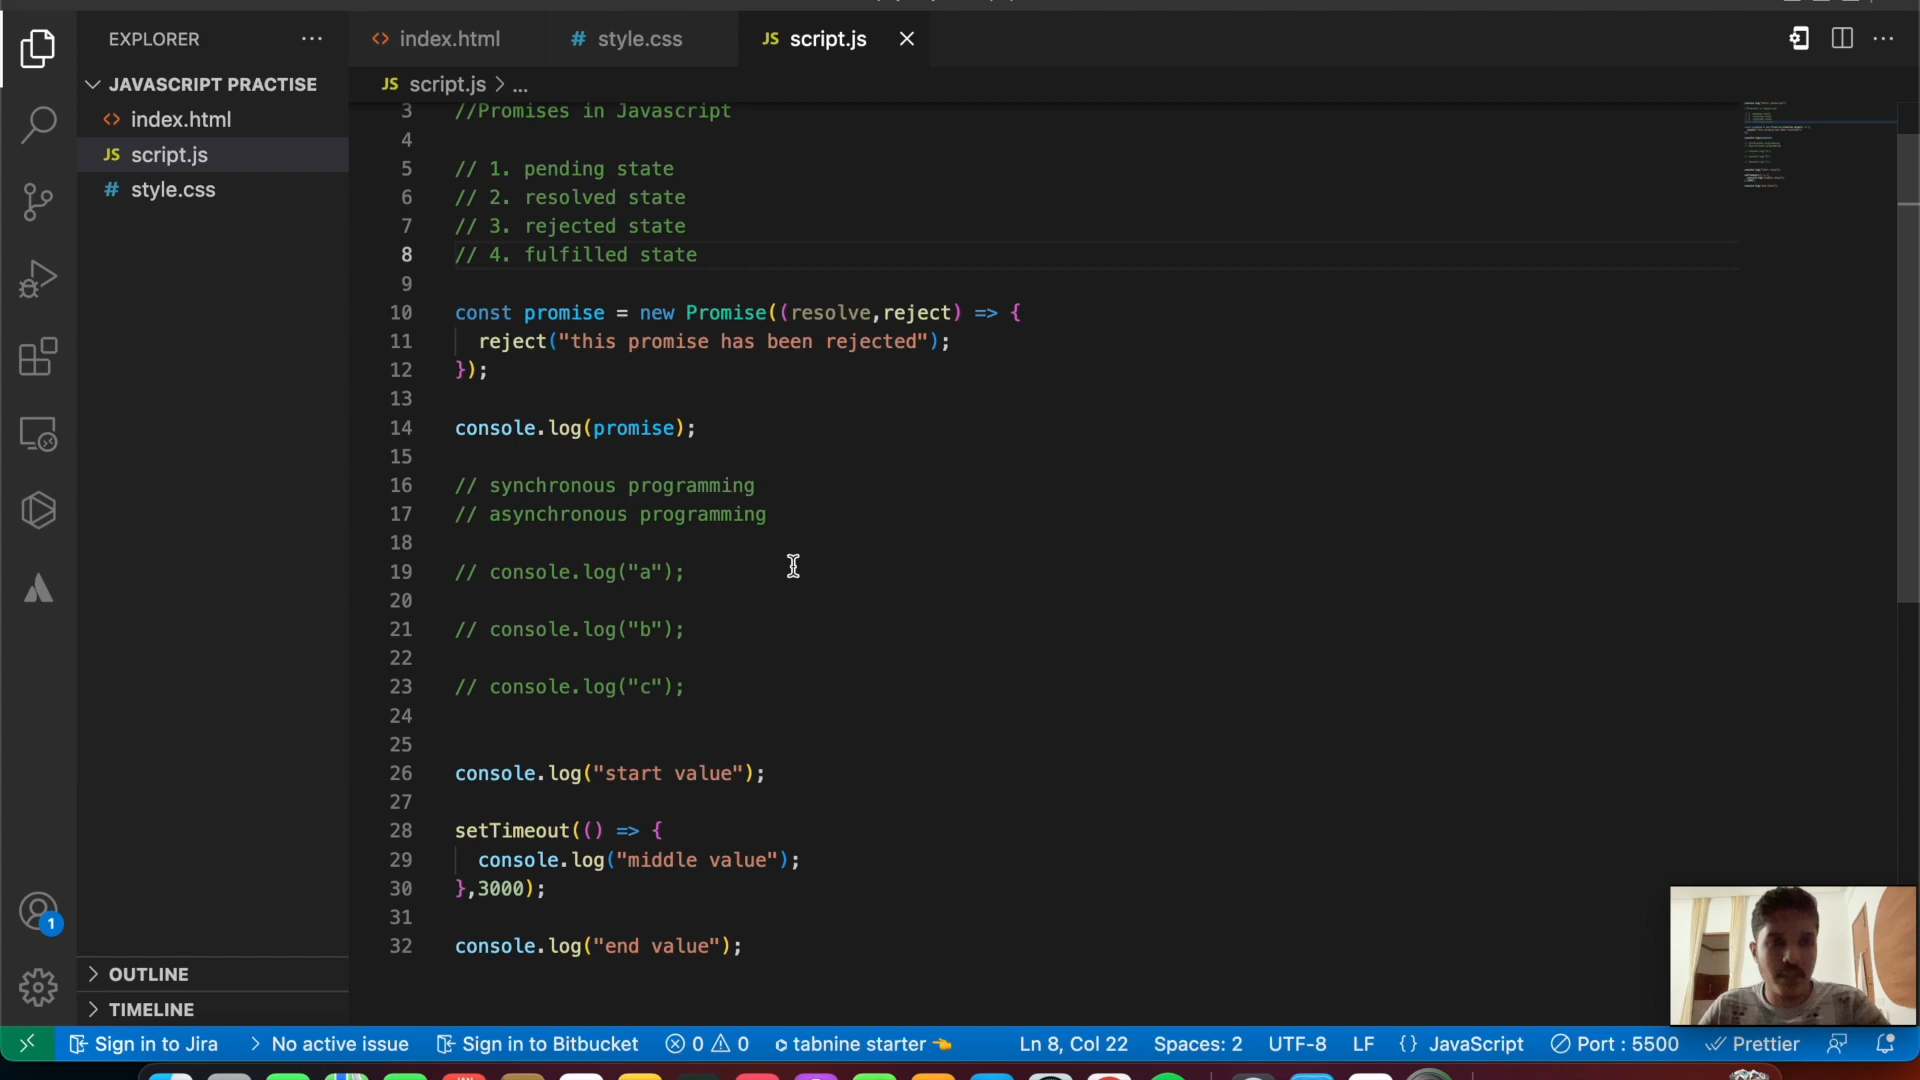 EXPLORER
JAVASCRIPT PRACTISE
index.html
script.js
style.css
OUTLINE
TIMELINE
index.html
style.css
JS script.js
JS script.js > ...
3 //Promises in Javascript
4
5 // 1. pending state
6 // 2. resolved state
7 // 3. rejected state
8 // 4. fulfilled state
9
10 const promise = new Promise((resolve,reject) => {
11 reject("this promise has been rejected");
12 });
13
14 console.log(promise);
15
16 // synchronous programming
17 // asynchronous programming
18
19 // console.log("a");
20
21 // console.log("b");
22
23 // console.log("c");
24
25
26 console.log("start value");
27
28 setTimeout(() => {
29 console.log("middle value");
30 },3000);
31
32 console.log("end value");
1
Sign in to Jira No active issue Sign in to Bitbucket 0 0 tabnine starter Ln 8, Col 22 Spaces: 2 UTF-8 LF {} JavaScript Port : 5500 Prettier